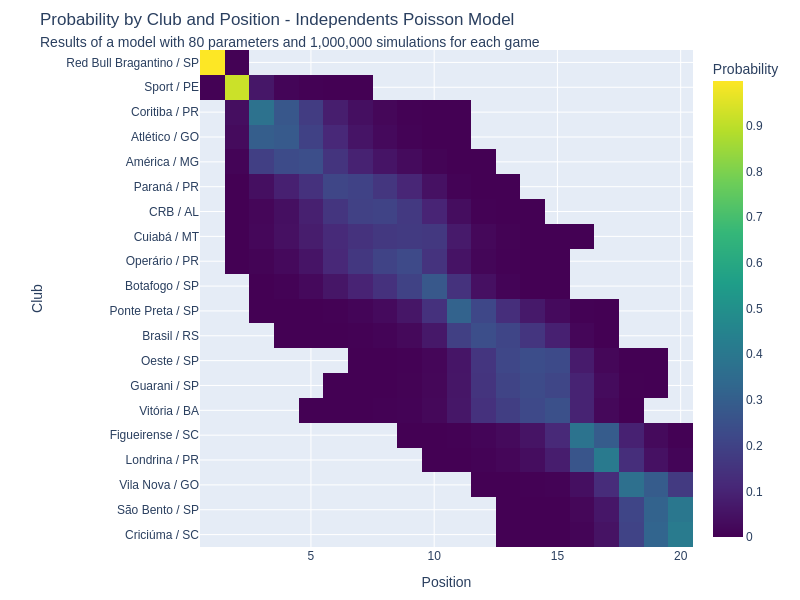 Probability by Club and Position - Independents Poisson Model
Results of a model with 80 parameters and 1,000,000 simulations for each game
Probability
Club
Red Bull Bragantino / SP
Sport / PE
Coritiba / PR
Atlético / GO
América / MG
Paraná / PR
CRB / AL
Cuiabá / MT
Operário / PR
Botafogo / SP
Ponte Preta / SP
Brasil / RS
Oeste / SP
Guarani / SP
Vitória / BA
Figueirense / SC
Londrina / PR
Vila Nova / GO
São Bento / SP
Criciúma / SC
0.9
0.8
0.7
0.6
0.5
0.4
0.3
0.2
0.1
0
5
10
15
20
Position